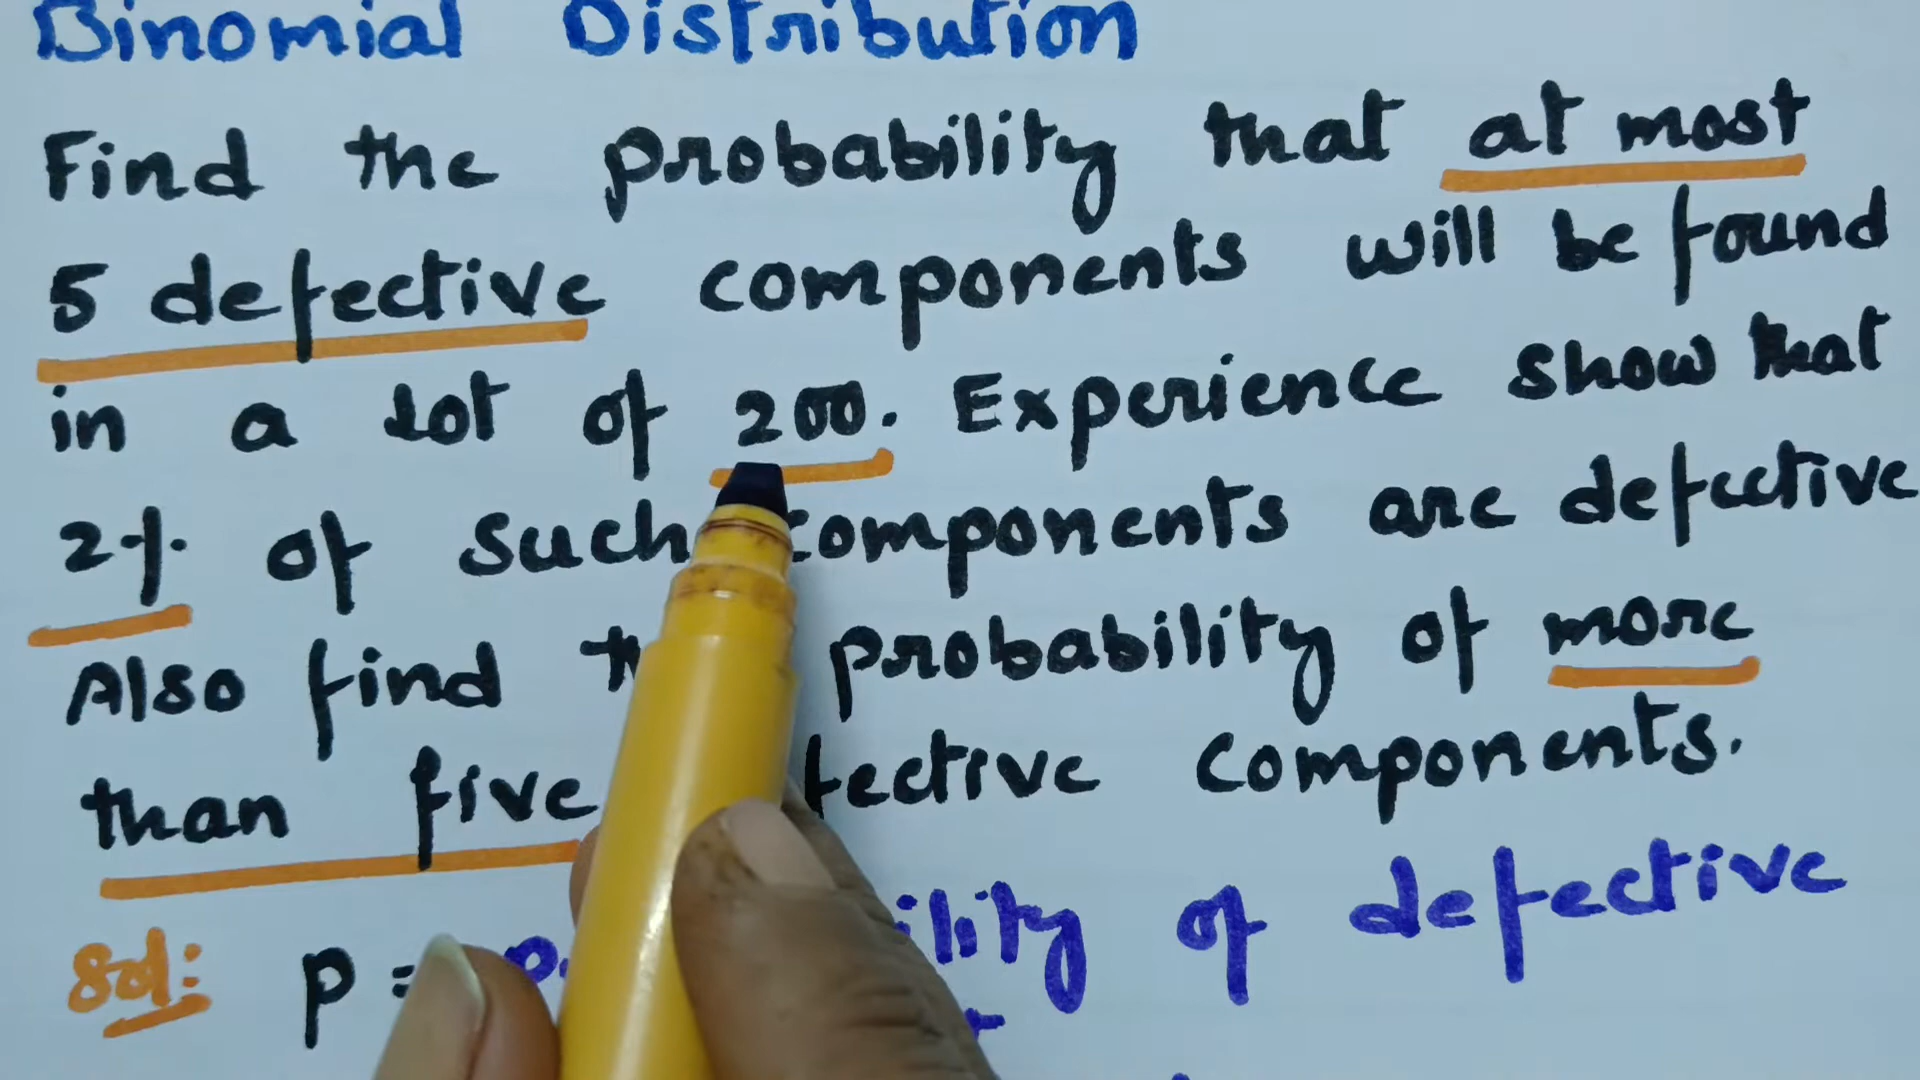 Binomial Distribution
Find the probability that at most
5 defective components will be found
in a lot of 200. Experience show that
2% of such components are defective
Also find probability of more
than five components.
Sol: p = of defective